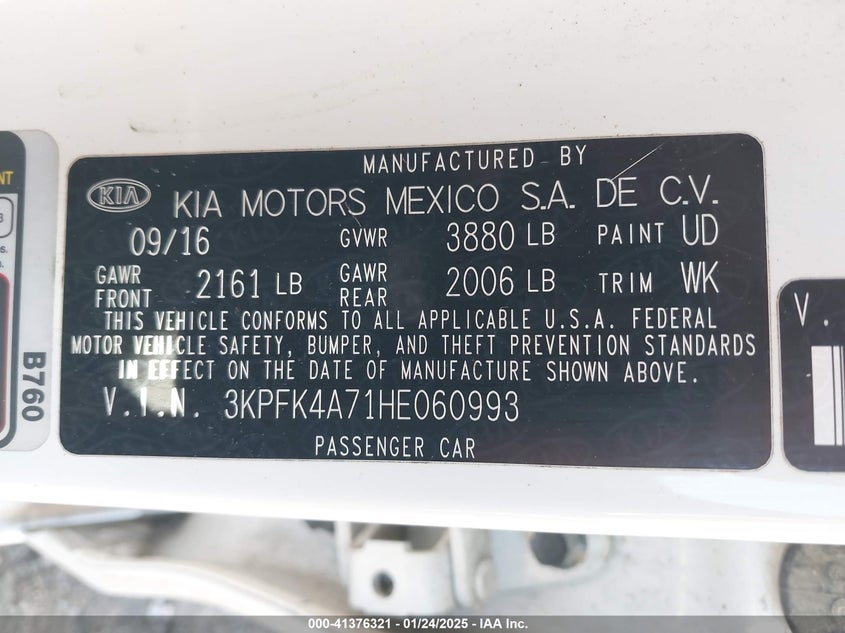 MANUFACTURED BY
KIA KIA MOTORS MEXICO S.A. DE C.V.
09/16 GVWR 3880 LB PAINT UD
GAWR FRONT 2161 LB GAWR REAR 2006 LB TRIM WK
THIS VEHICLE CONFORMS TO ALL APPLICABLE U.S.A. FEDERAL
MOTOR VEHICLE SAFETY, BUMPER, AND THEFT PREVENTION STANDARDS
IN EFFECT ON THE DATE OF MANUFACTURE SHOWN ABOVE.
V.I.N. 3KPFK4A71HE060993
PASSENGER CAR
B760
V.
000-41376321 - 01/24/2025 - IAA Inc.